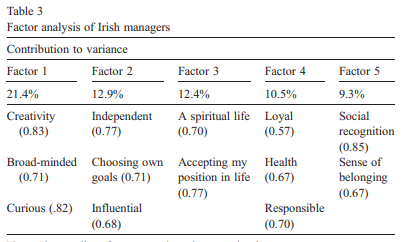 Table 3
Factor analysis of Irish managers
Contribution to variance
Factor 1 Factor 2 Factor 3 Factor 4 Factor 5
21.4% 12.9% 12.4% 10.5% 9.3%
Creativity Independent A spiritual life Loyal Social
(0.83) (0.77) (0.70) (0.57) recognition
(0.85)
Broad-minded Choosing own Accepting my Health Sense of
(0.71) goals (0.71) position in life (0.67) belonging
(0.77) (0.67)
Curious (.82) Influential Responsible
(0.68) (0.70)